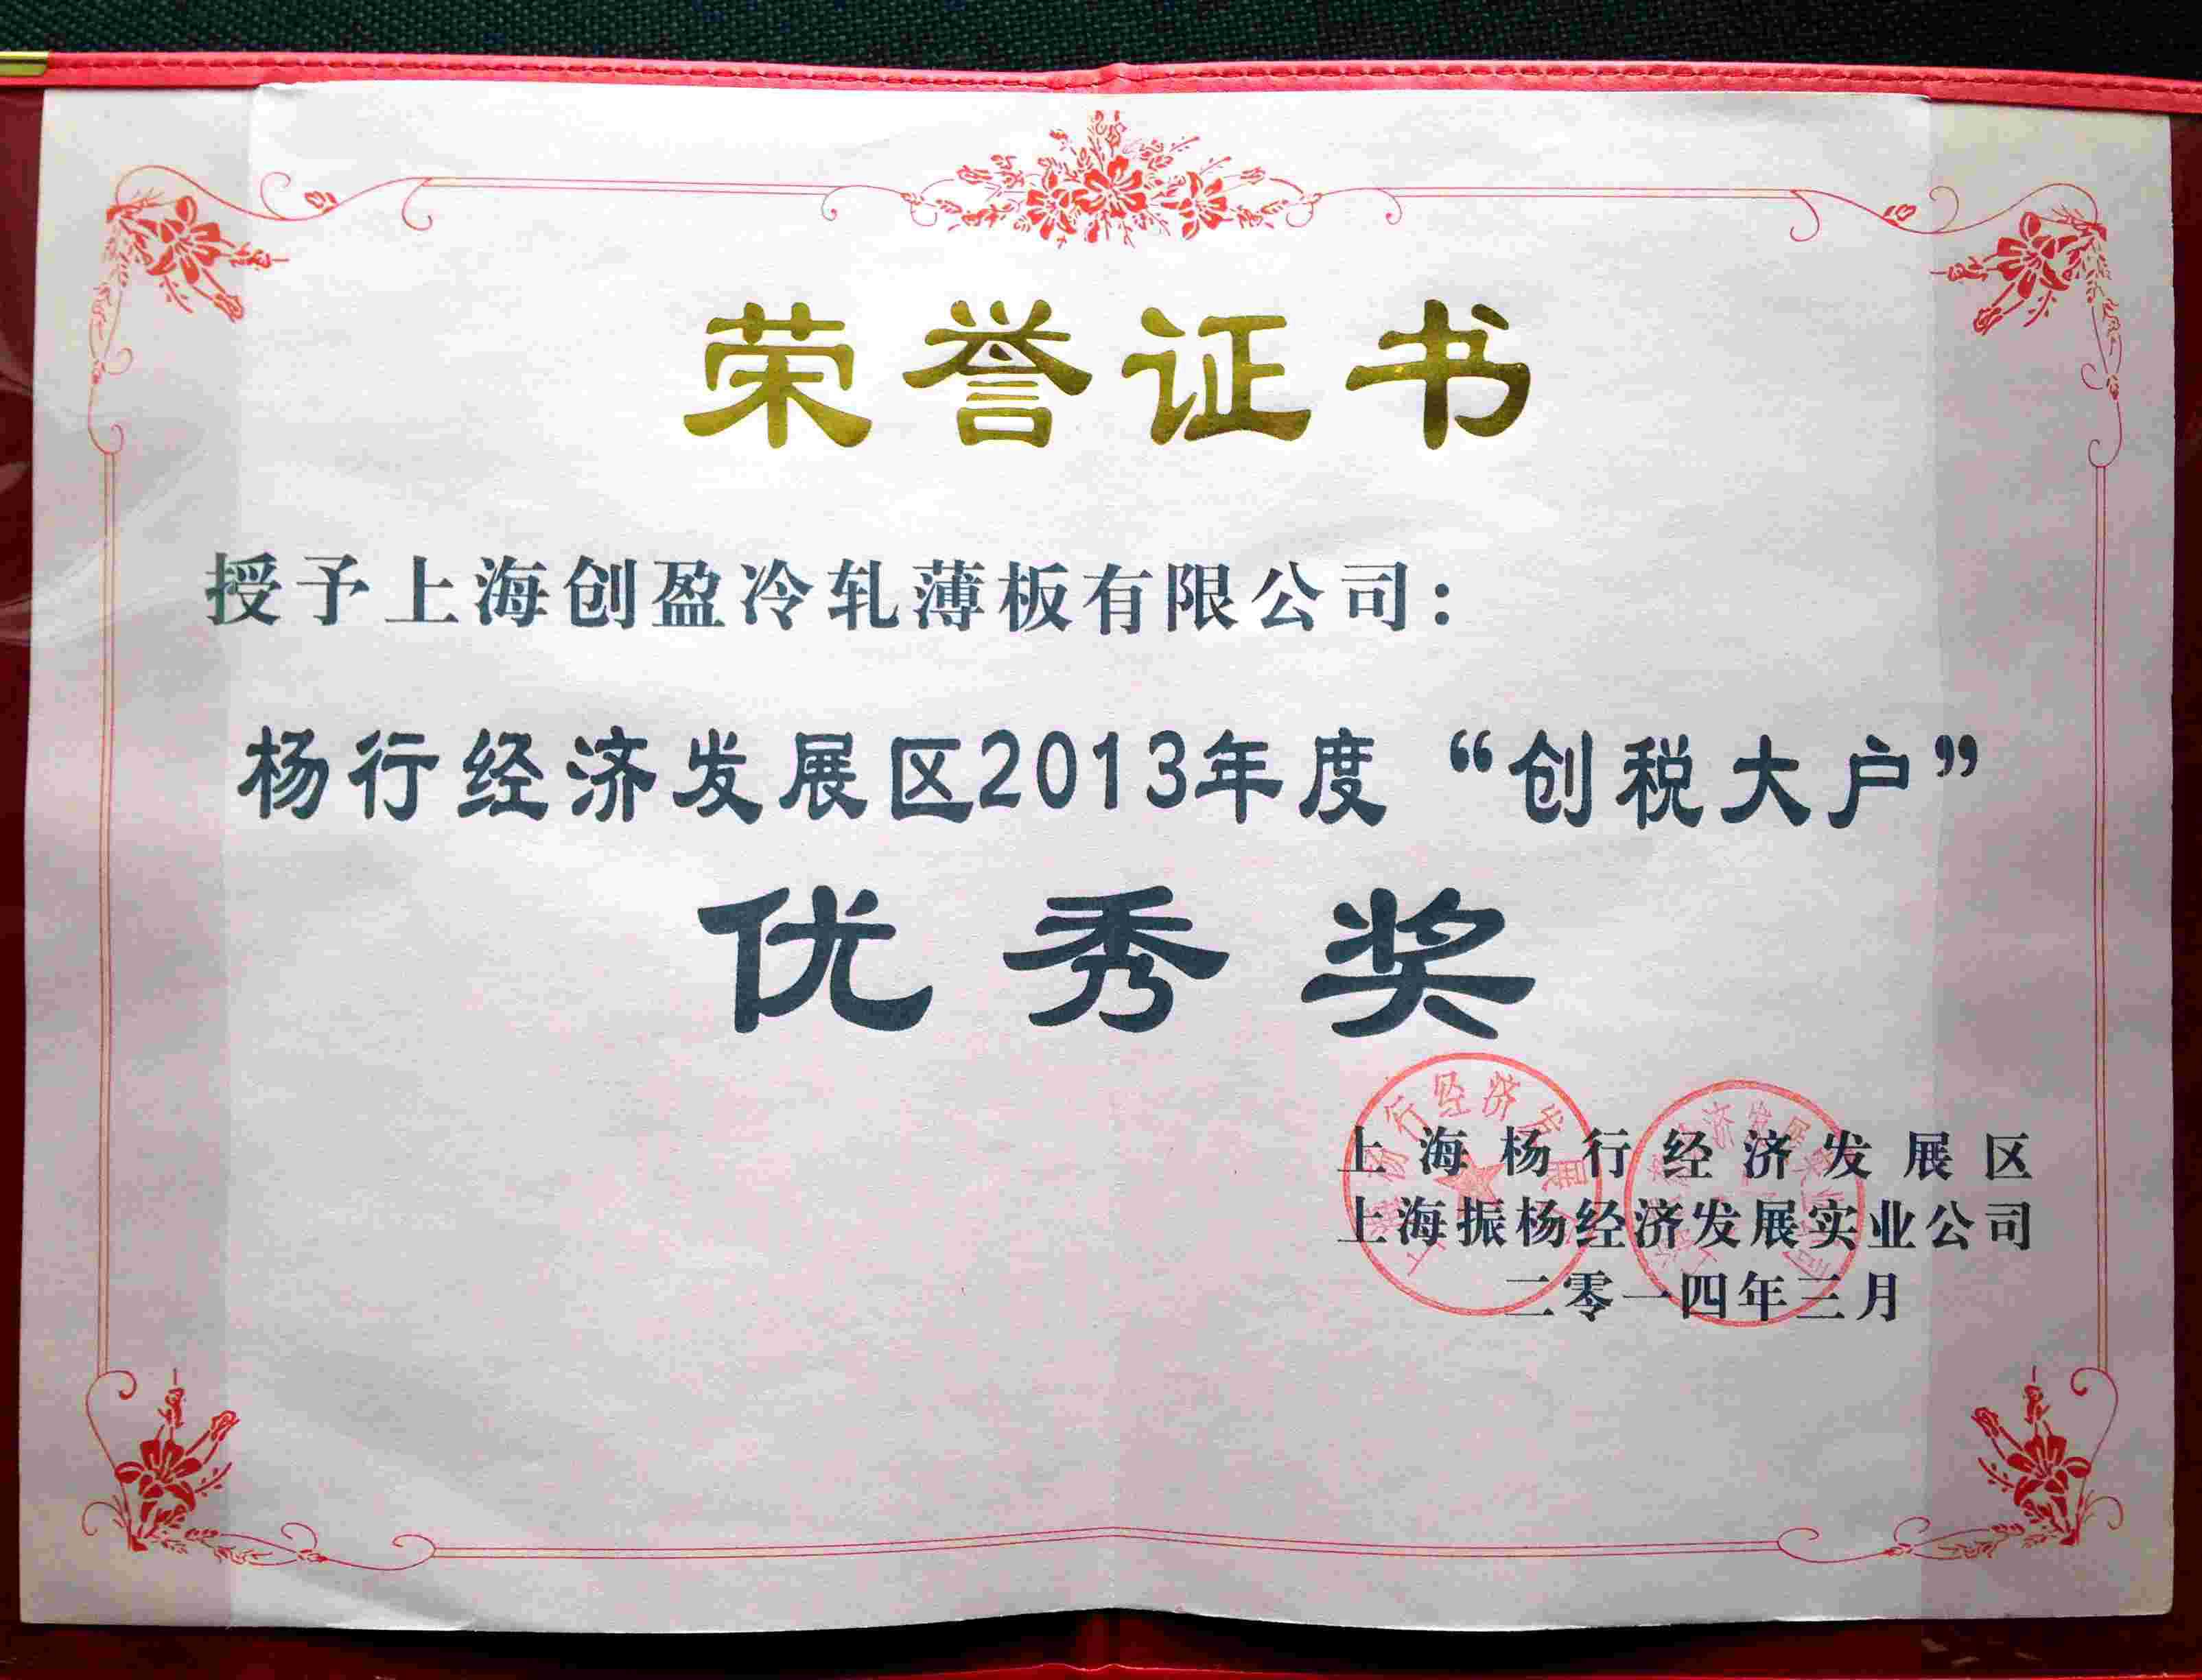 荣誉证书
授予上海创盈冷轧薄板有限公司：
杨行经济发展区2013年度“创税大户”
优秀奖
上海杨行经济发展区
上海振杨经济发展实业公司
二零一四年三月